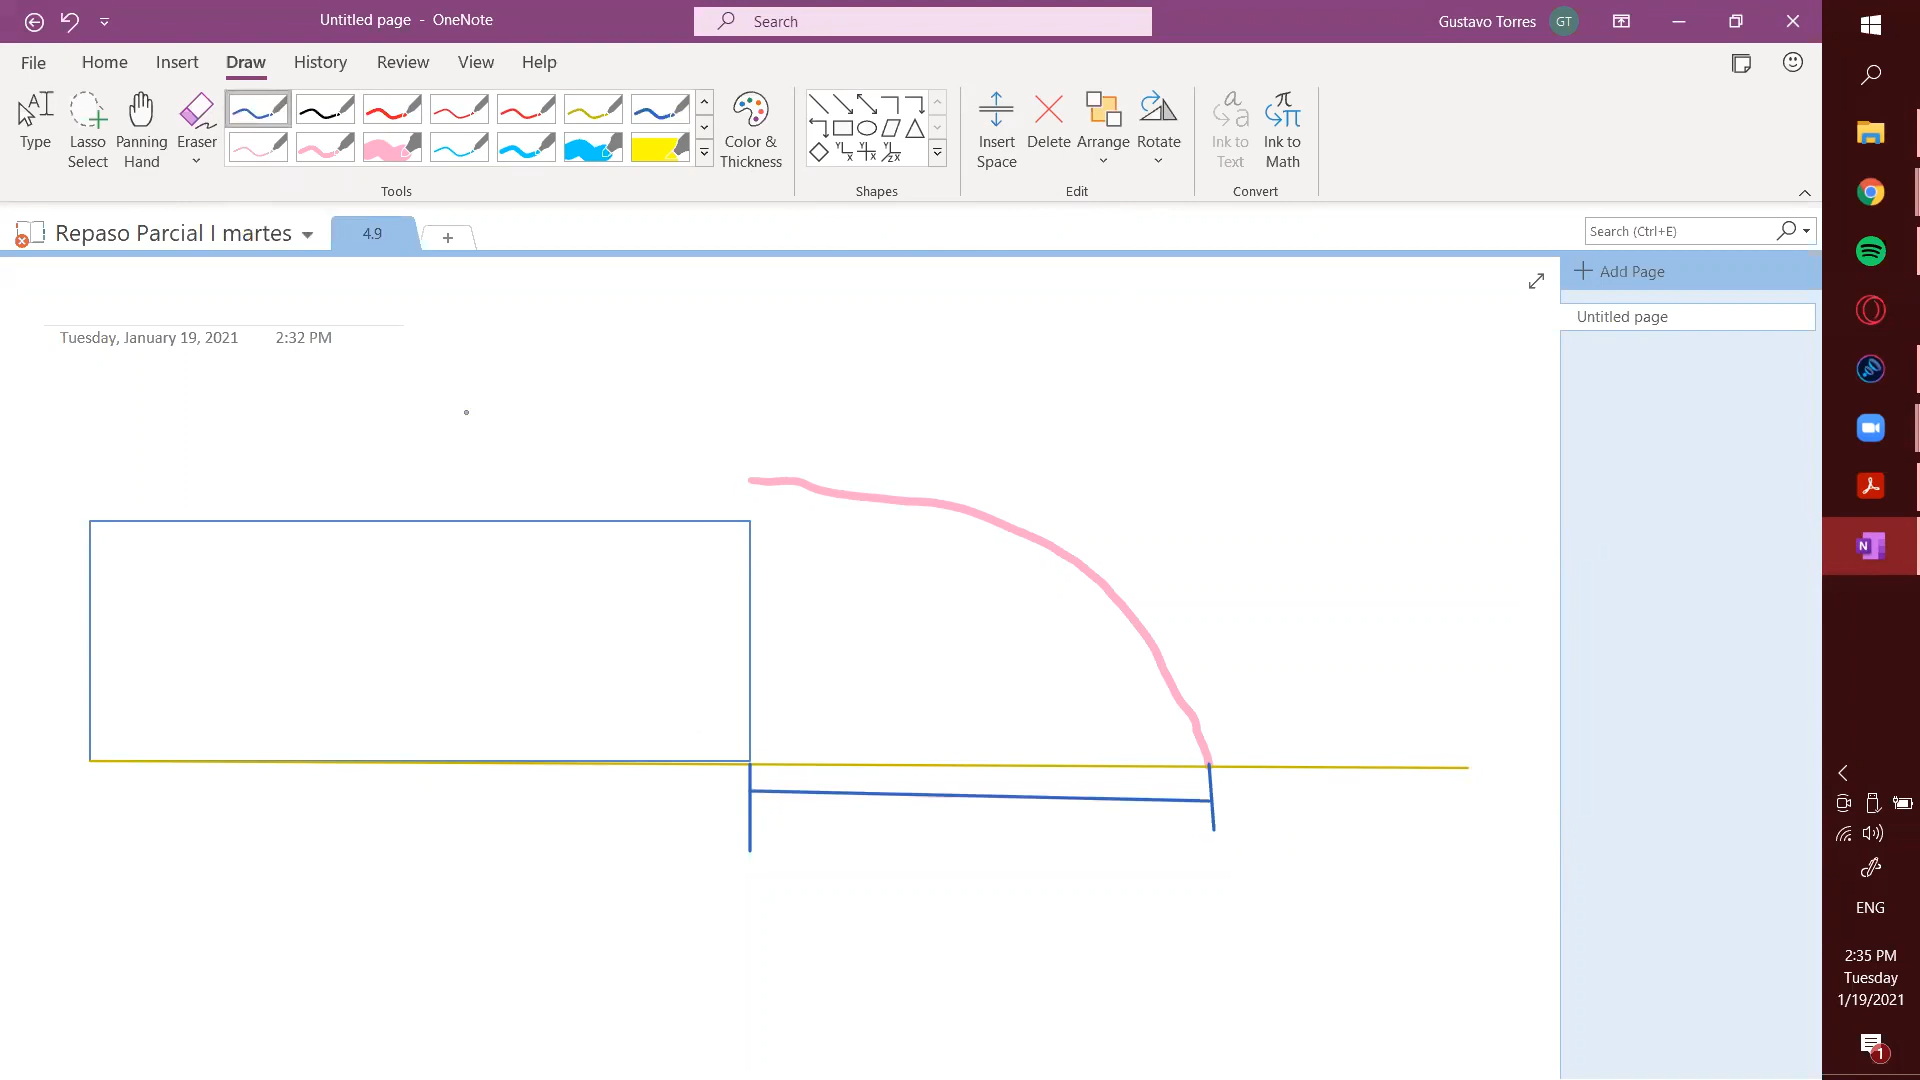 Untitled page - OneNote
Search
Gustavo Torres
GT
File
Home
Insert
Draw
History
Review
View
Help
Type
Lasso
Select
Panning
Hand
Eraser
Color &
Thickness
Insert
Space
Delete
Arrange
Rotate
Ink to
Text
Ink to
Math
Tools
Shapes
Edit
Convert
Repaso Parcial I martes
4.9
Search (Ctrl+E)
Add Page
Untitled page
Tuesday, January 19, 2021
2:32 PM
ENG
2:35 PM
Tuesday
1/19/2021
1